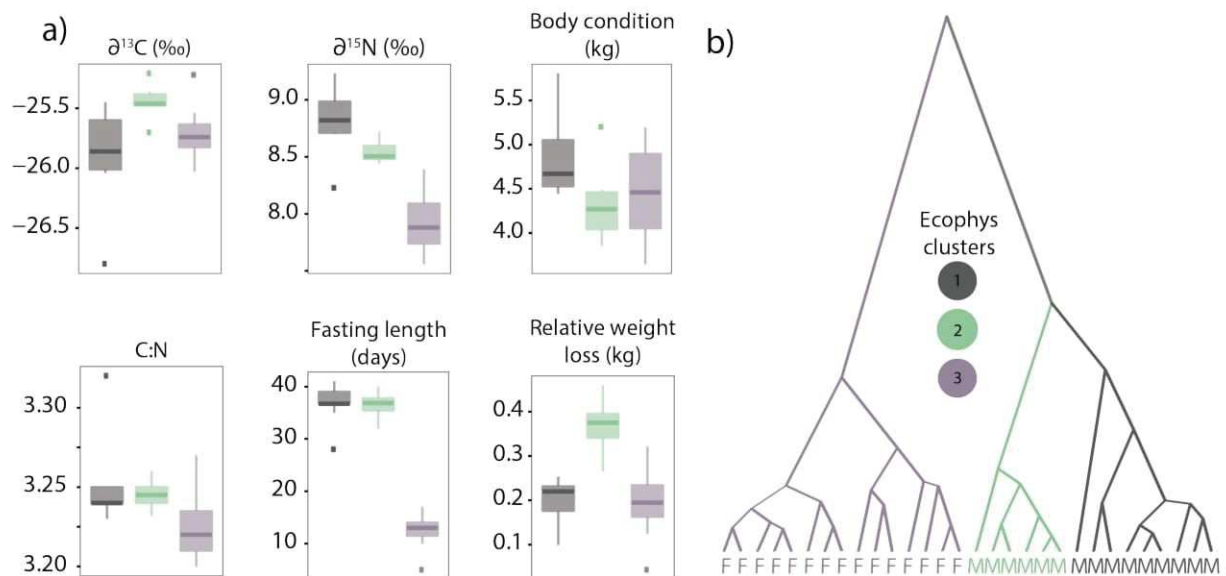 a)
∂¹³C (‰)
−25.5
−26.0
−26.5
∂¹⁵N (‰)
9.0
8.5
8.0
Body condition
(kg)
5.5
5.0
4.5
4.0
C:N
3.30
3.25
3.20
Fasting length
(days)
40
30
20
10
Relative weight
loss (kg)
0.4
0.3
0.2
0.1
b)
Ecophys
clusters
1
2
3
F F F F F F F F F F F F F F F MMMMMMMMMMMMMMM